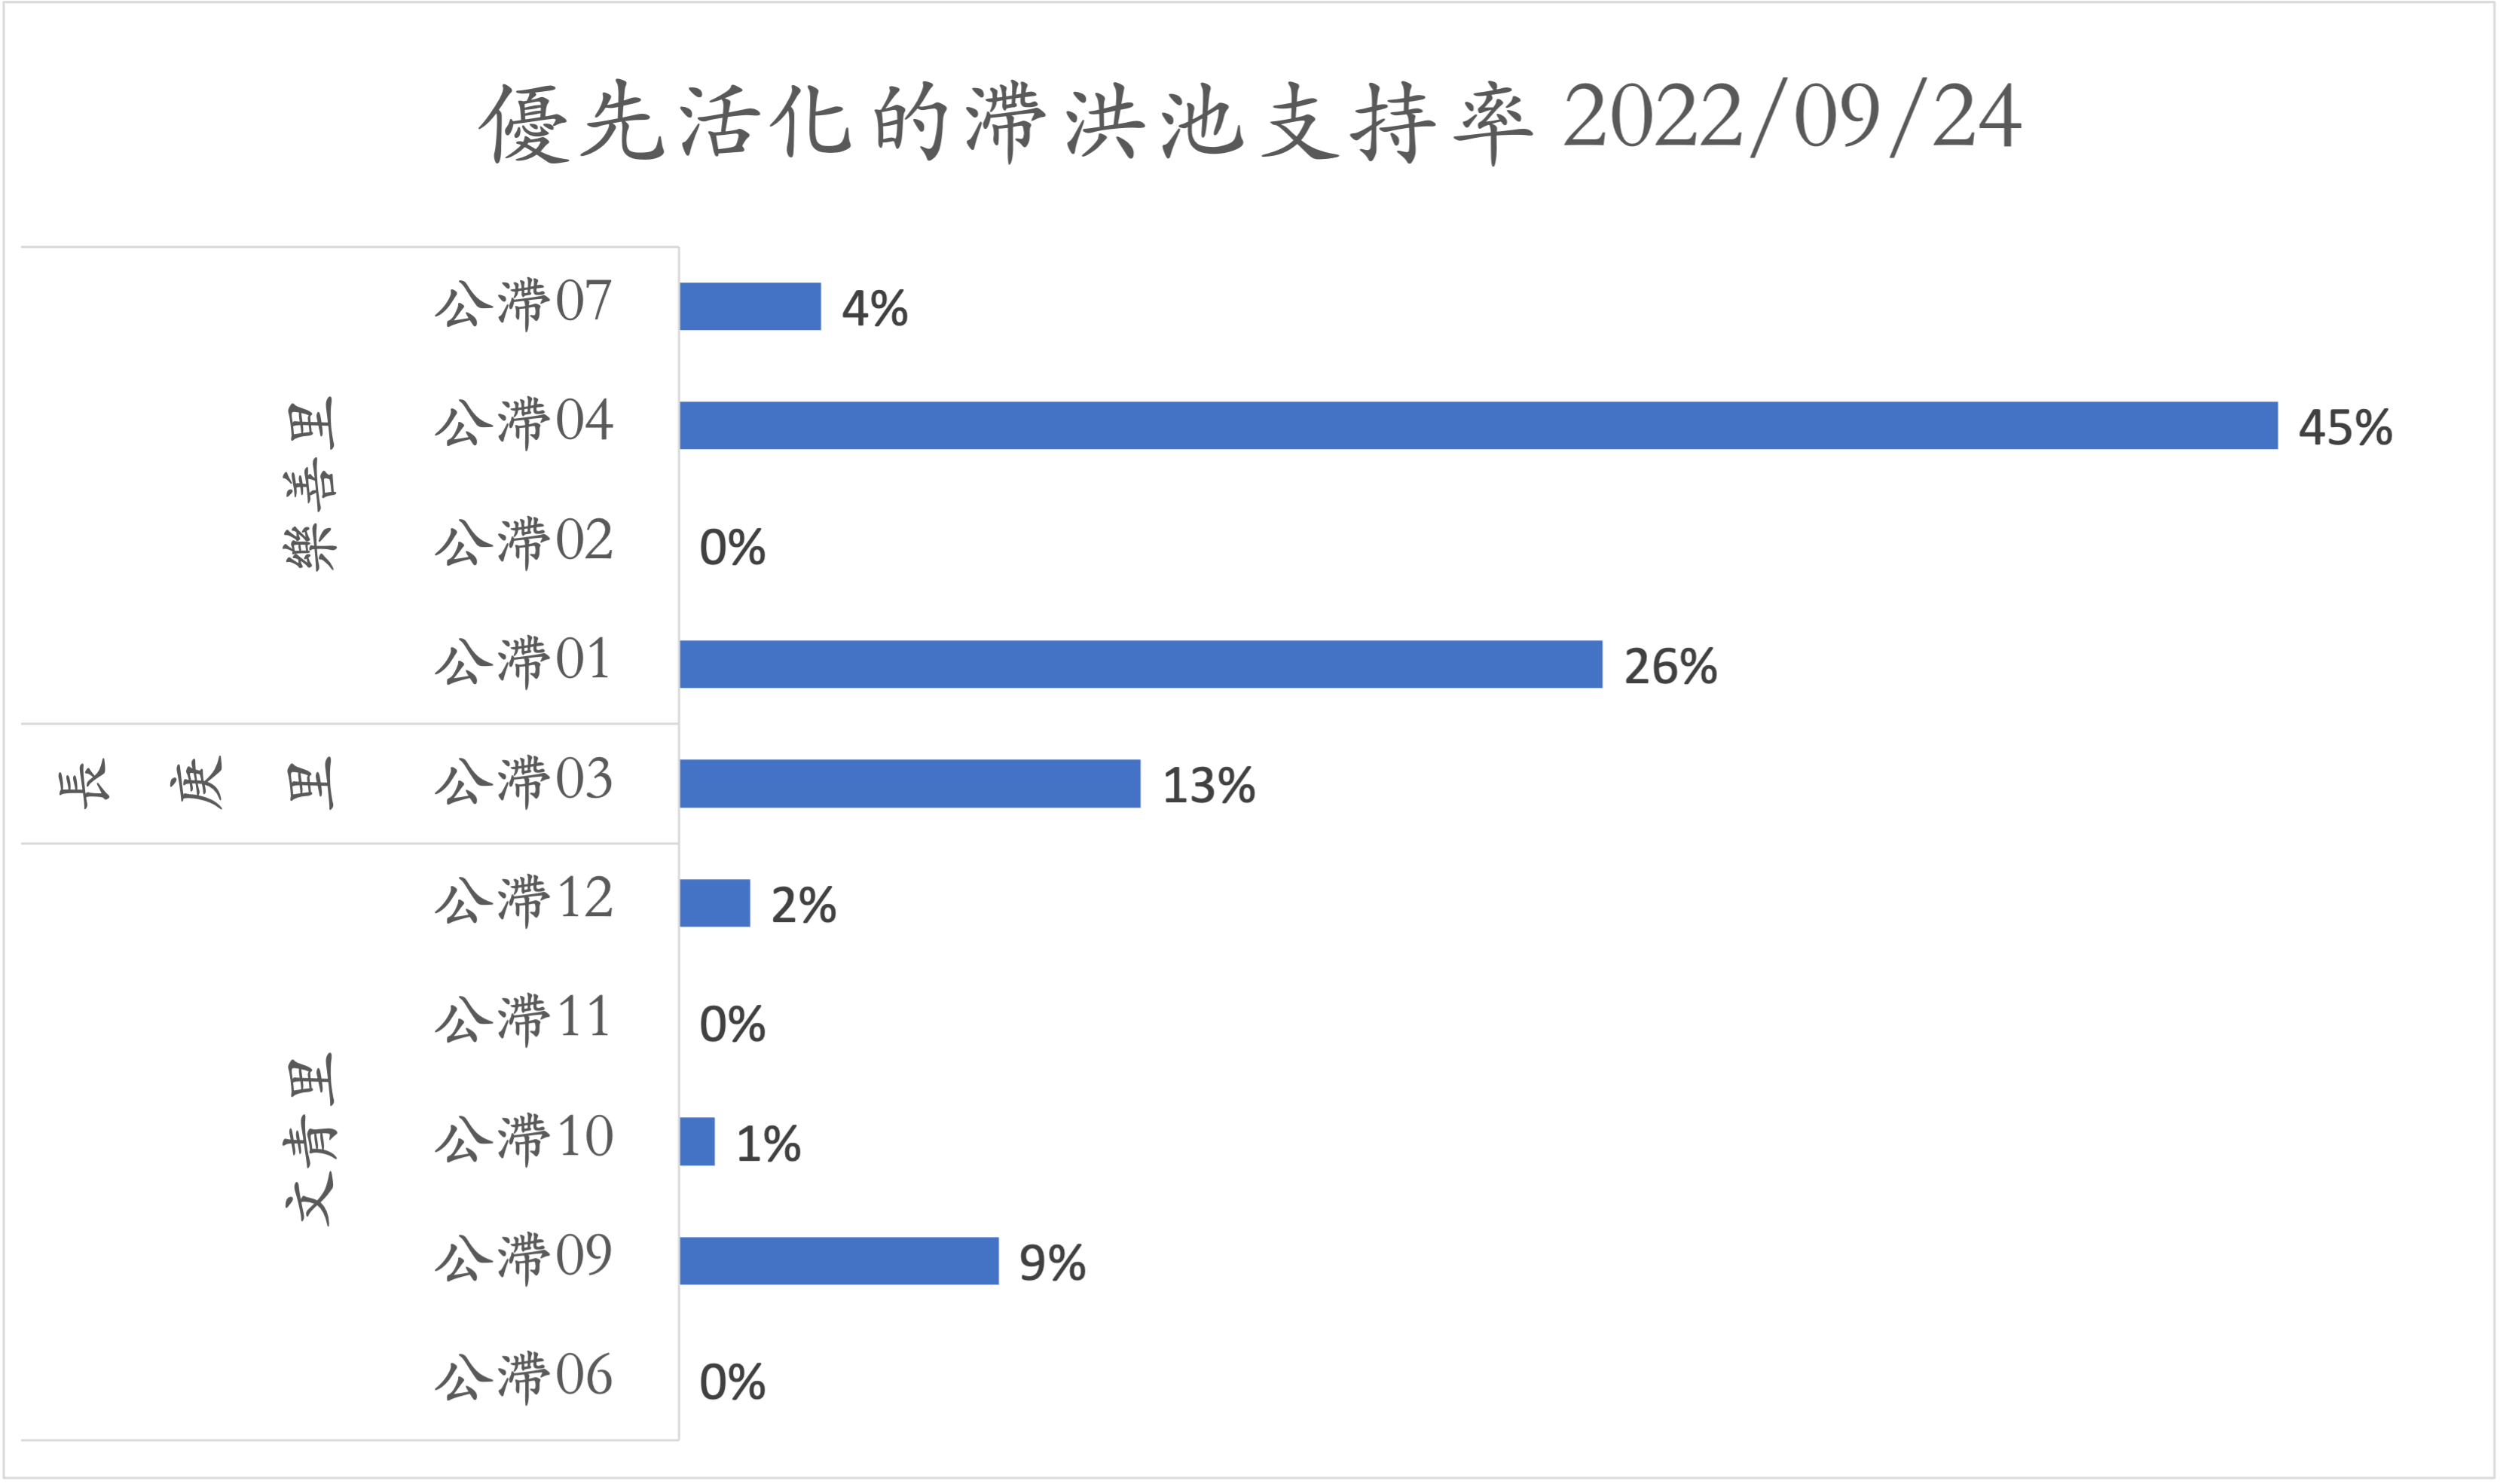 優先活化的滯洪池支持率 2022/09/24
樂善里
公滯07 4%
公滯04 45%
公滯02 0%
公滯01 26%
長庚里
公滯03 13%
文青里
公滯12 2%
公滯11 0%
公滯10 1%
公滯09 9%
公滯06 0%